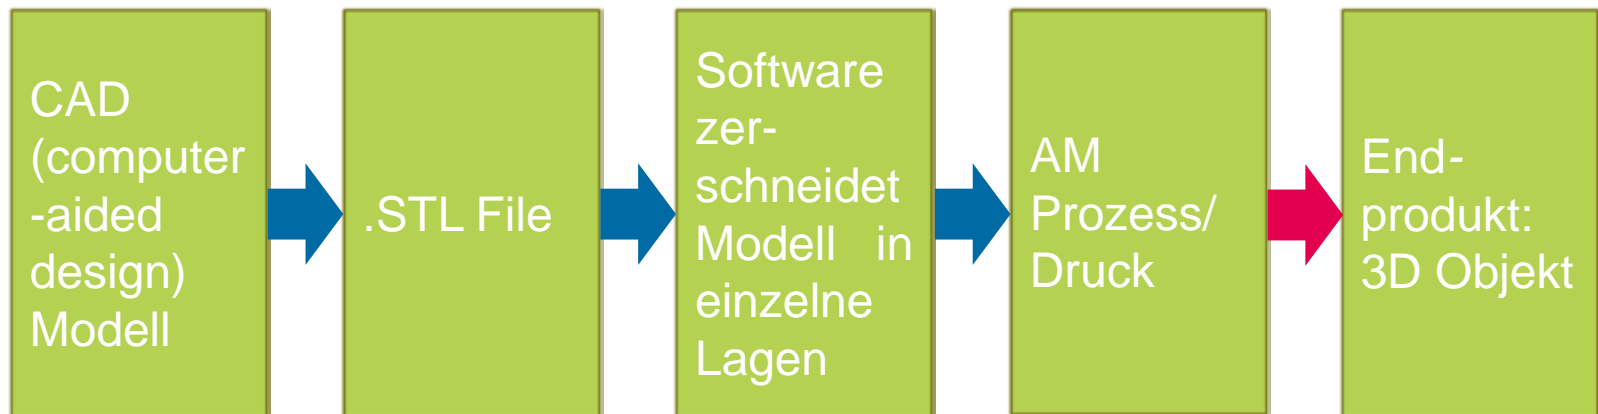 CAD
(computer
-aided
design)
Modell
.STL File
Software
zer-
schneidet
Modell in
einzelne
Lagen
AM
Prozess/
Druck
End-
produkt:
3D Objekt